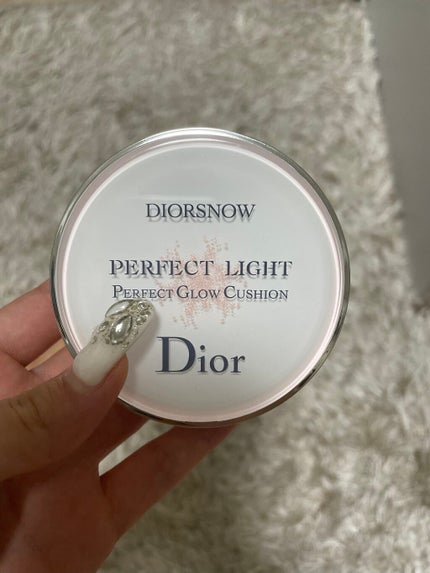 DIORSNOW
PERFECT LIGHT
PERFECT GLOW CUSHION
Dior